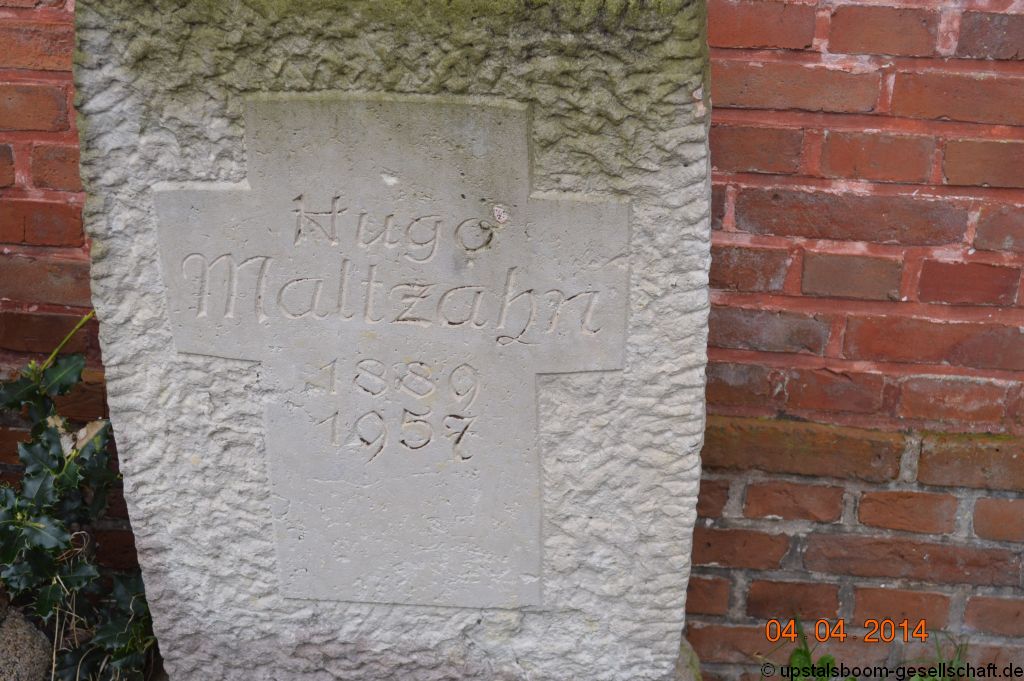 Hugo
Maltzahn
1889
1957
04 04 2014
© upstalsboom-gesellschaft.de